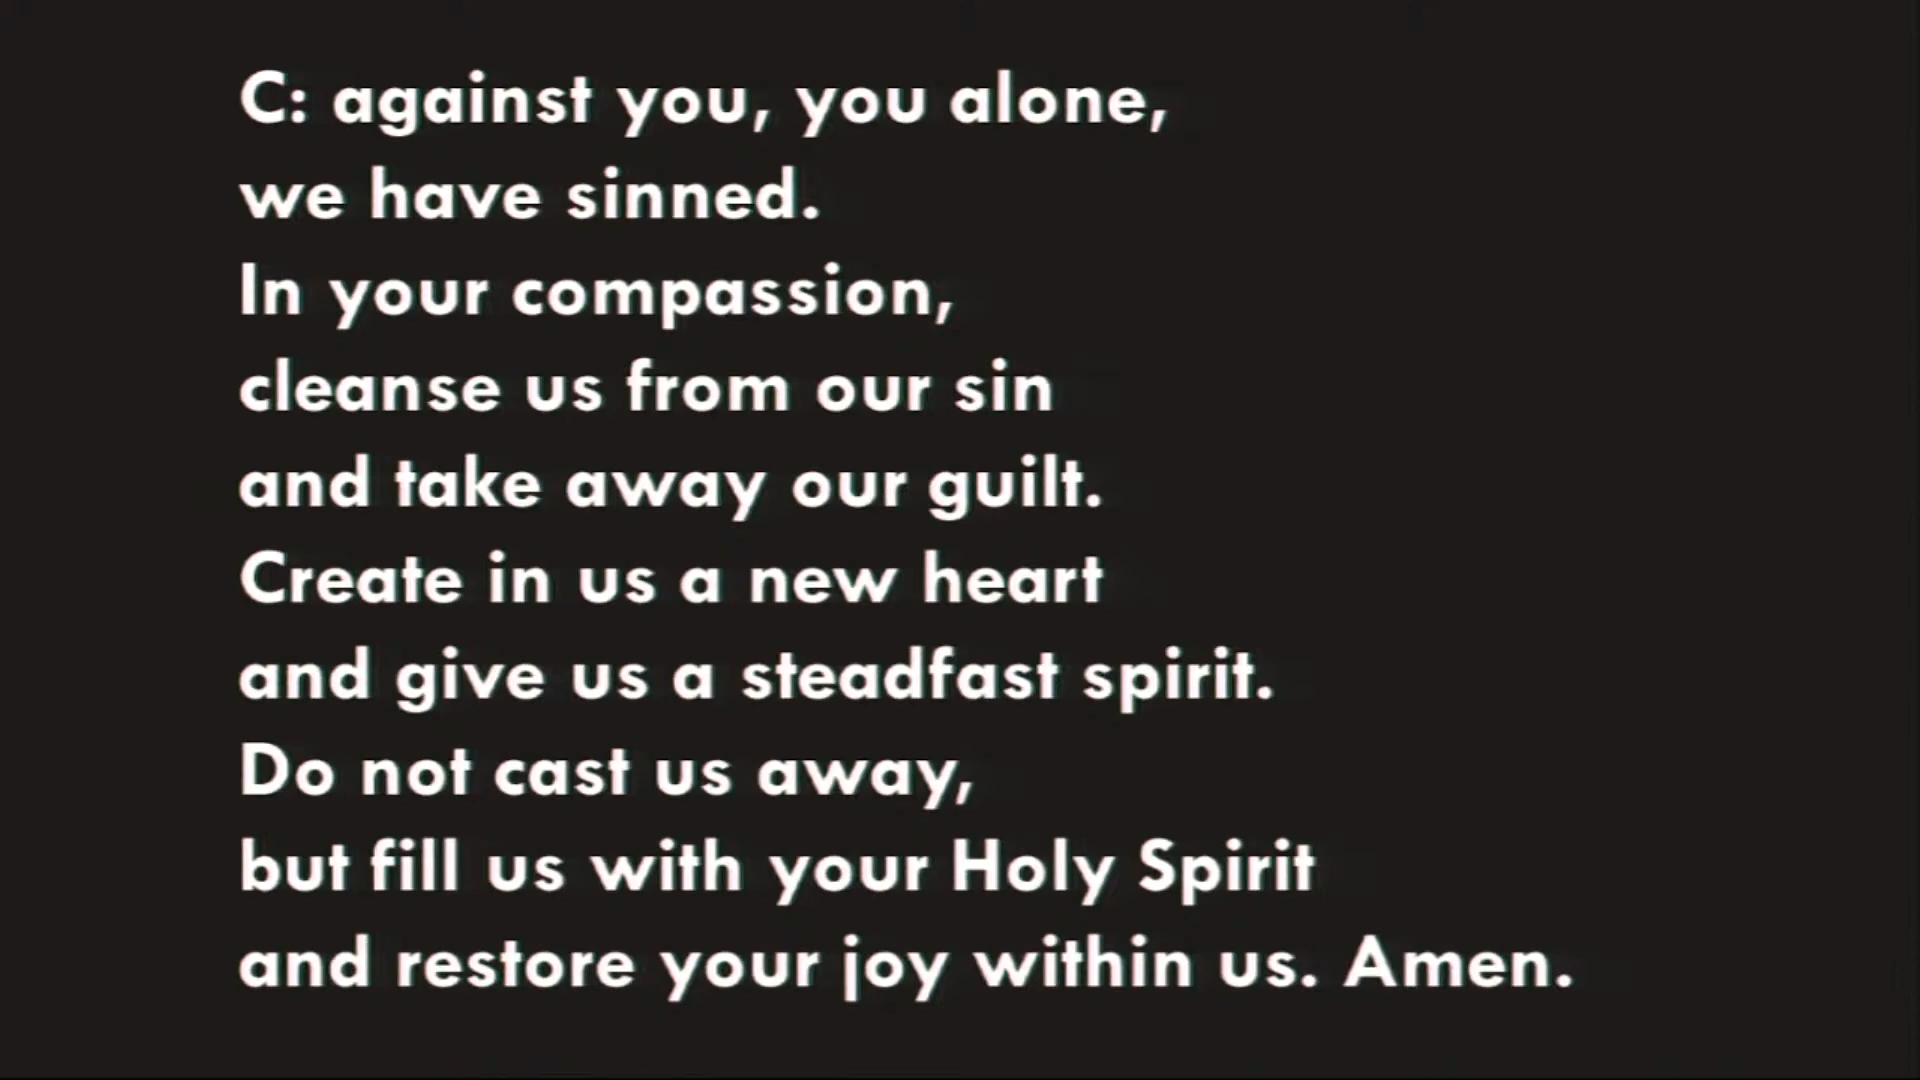 C: against you, you alone,
we have sinned.
In your compassion,
cleanse us from our sin
and take away our guilt.
Create in us a new heart
and give us a steadfast spirit.
Do not cast us away,
but fill us with your Holy Spirit
and restore your joy within us. Amen.